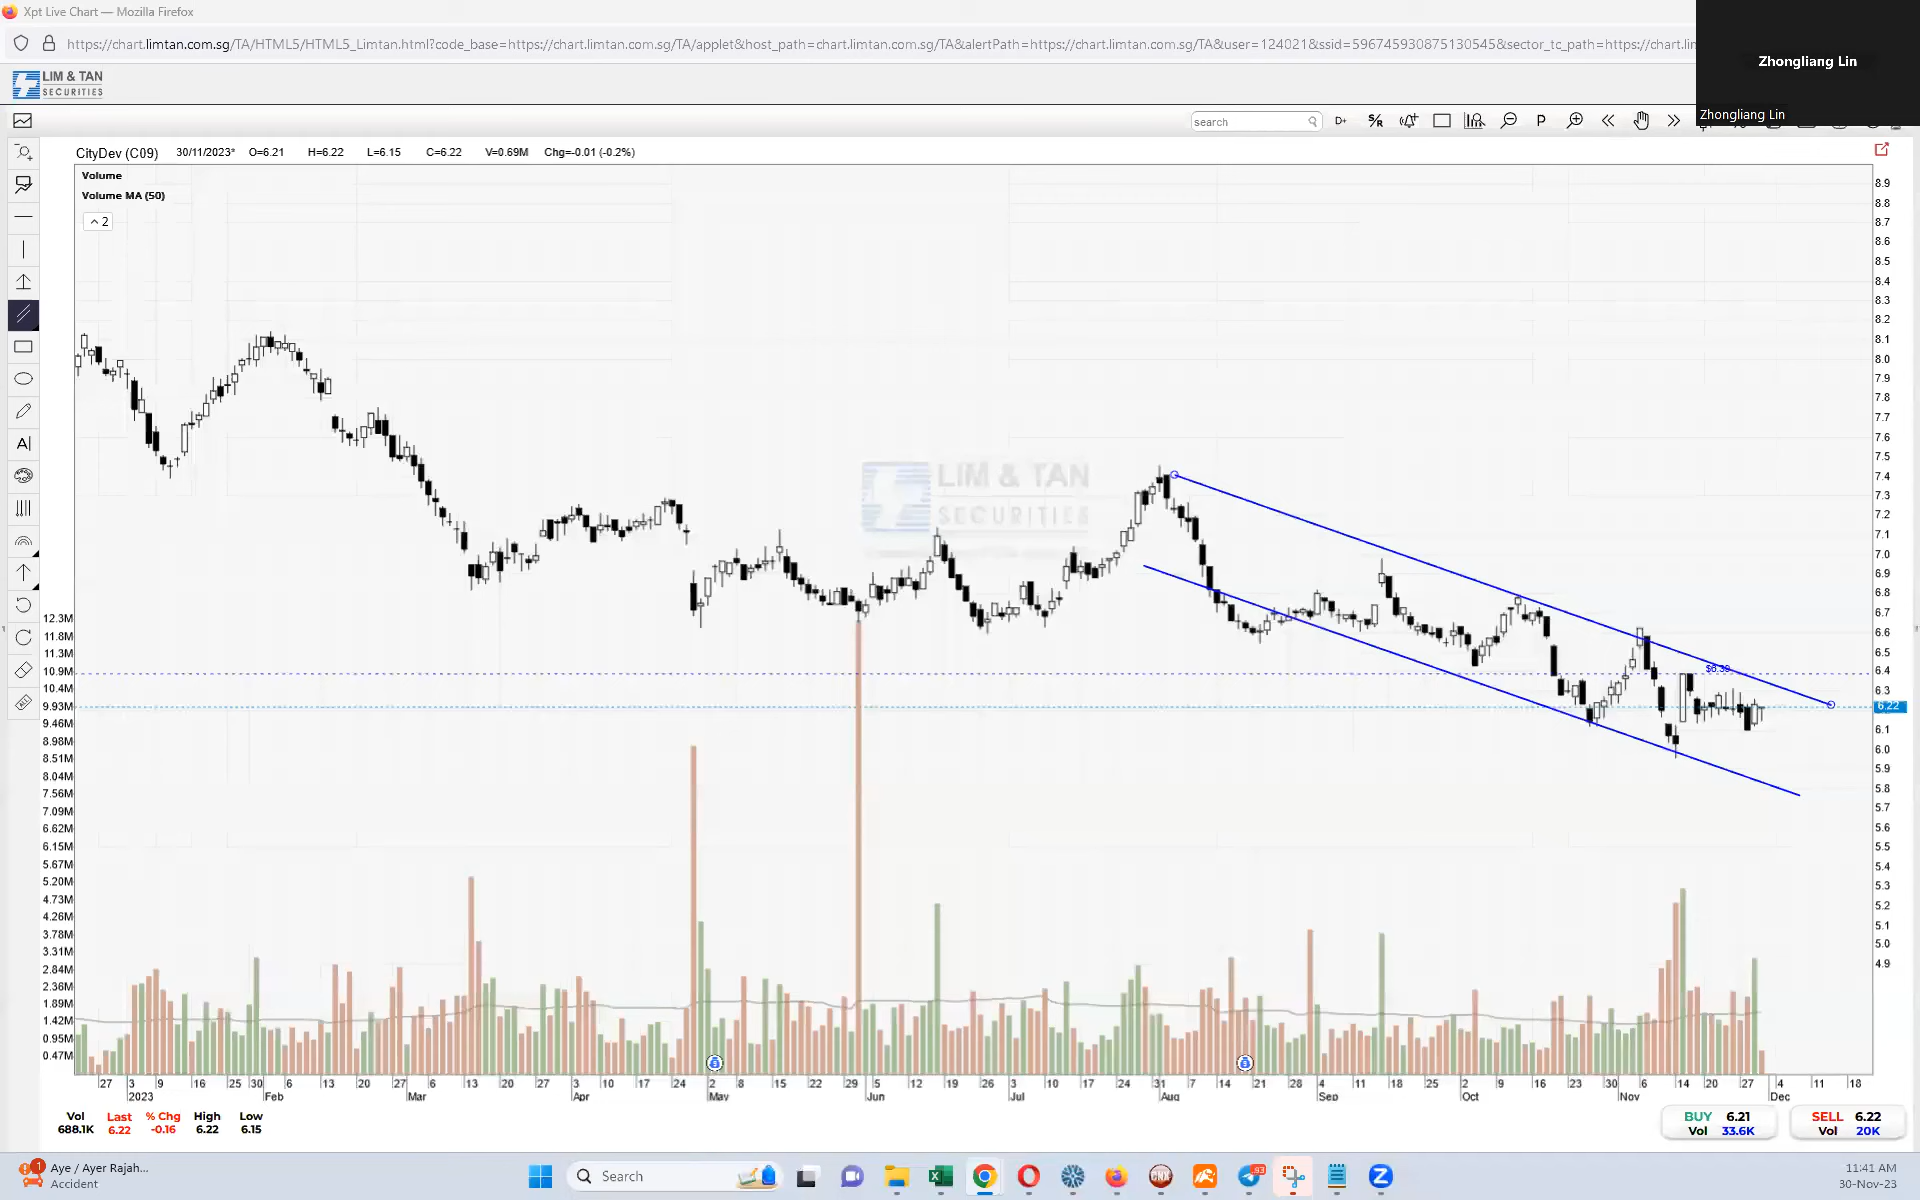 Xpt Live Chart — Mozilla Firefox
https://chart.limtan.com.sg/TA/HTML5/HTML5_Limtan.html?code_base=https://chart.limtan.com.sg/TA/applet&host_path=chart.limtan.com.sg/TA&alertPath=https://chart.limtan.com.sg/TA&user=124021&ssid=596745930875130545&sector_tc_path=https://chart.lim
Zhongliang Lin
Zhongliang Lin
LIM & TAN
SECURITIES
search
D+
S/R
P
CityDev (C09) 30/11/2023* O=6.21 H=6.22 L=6.15 C=6.22 V=0.69M Chg=-0.01 (-0.2%)
Volume
Volume MA (50)
2
A|
LIM & TAN
SECURITIES
8.9
8.8
8.7
8.6
8.5
8.4
8.3
8.2
8.1
8.0
7.9
7.8
7.7
7.6
7.5
7.4
7.3
7.2
7.1
7.0
6.9
6.8
6.7
6.6
6.5
6.4
6.3
6.22
6.1
6.0
5.9
5.8
5.7
5.6
5.5
5.4
5.3
5.2
5.1
5.0
4.9
$6.39
12.3M
11.8M
11.3M
10.9M
10.4M
9.93M
9.46M
8.98M
8.51M
8.04M
7.56M
7.09M
6.62M
6.15M
5.67M
5.20M
4.73M
4.26M
3.78M
3.31M
2.84M
2.36M
1.89M
1.42M
0.95M
0.47M
27 3 9 16 25 30 6 13 20 27 6 13 20 27 3 10 17 24 2 8 15 22 29 5 12 19 26 3 10 17 24 31 7 14 21 28 4 11 18 25 2 9 16 23 30 6 14 20 27 4 11 18
2023 Feb Mar Apr May Jun Jul Aug Sep Oct Nov Dec
Vol Last % Chg High Low
688.1K 6.22 -0.16 6.22 6.15
BUY 6.21
Vol 33.6K
SELL 6.22
Vol 20K
1
Aye / Ayer Rajah...
Accident
Search
93
11:41 AM
30-Nov-23